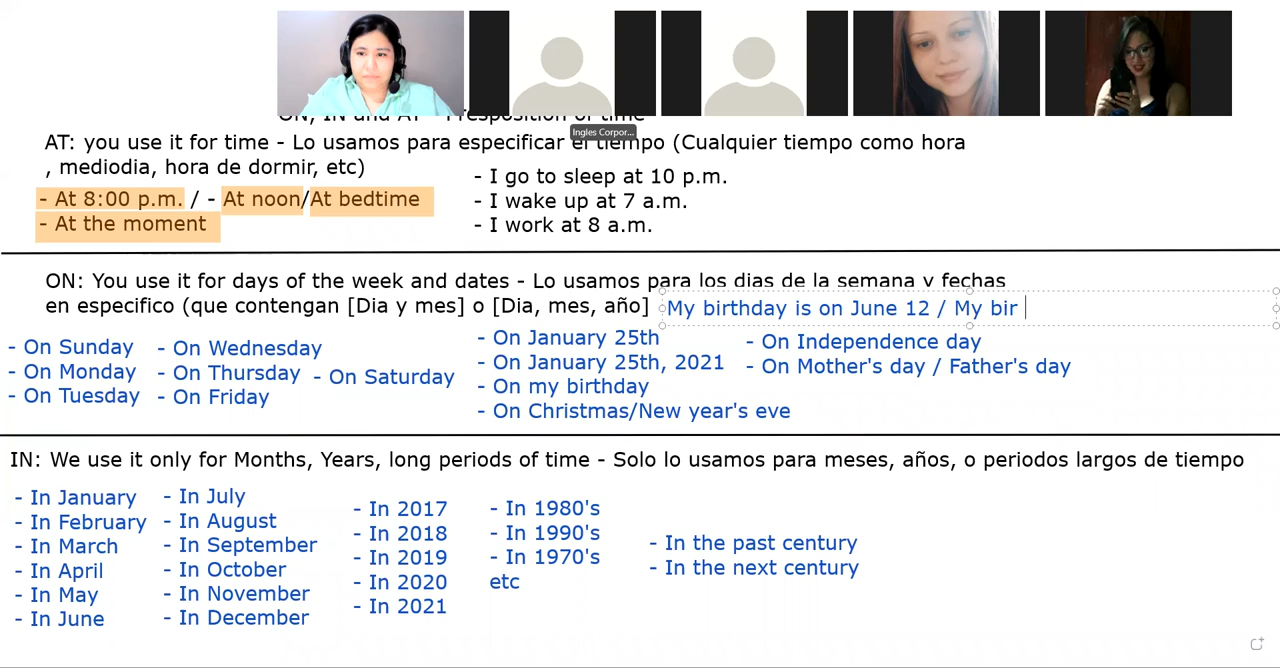 ON, IN and AT - Presposition of time
Ingles Corpor...
AT: you use it for time - Lo usamos para especificar el tiempo (Cualquier tiempo como hora
, mediodia, hora de dormir, etc)
- At 8:00 p.m. / - At noon/At bedtime
- At the moment
- I go to sleep at 10 p.m.
- I wake up at 7 a.m.
- I work at 8 a.m.
ON: You use it for days of the week and dates - Lo usamos para los dias de la semana y fechas
en especifico (que contengan [Dia y mes] o [Dia, mes, año]
My birthday is on June 12 / My bir
- On Sunday
- On Monday
- On Tuesday
- On Wednesday
- On Thursday
- On Friday
- On Saturday
- On January 25th
- On January 25th, 2021
- On my birthday
- On Christmas/New year's eve
- On Independence day
- On Mother's day / Father's day
IN: We use it only for Months, Years, long periods of time - Solo lo usamos para meses, años, o periodos largos de tiempo
- In January
- In February
- In March
- In April
- In May
- In June
- In July
- In August
- In September
- In October
- In November
- In December
- In 2017
- In 2018
- In 2019
- In 2020
- In 2021
- In 1980's
- In 1990's
- In 1970's
etc
- In the past century
- In the next century